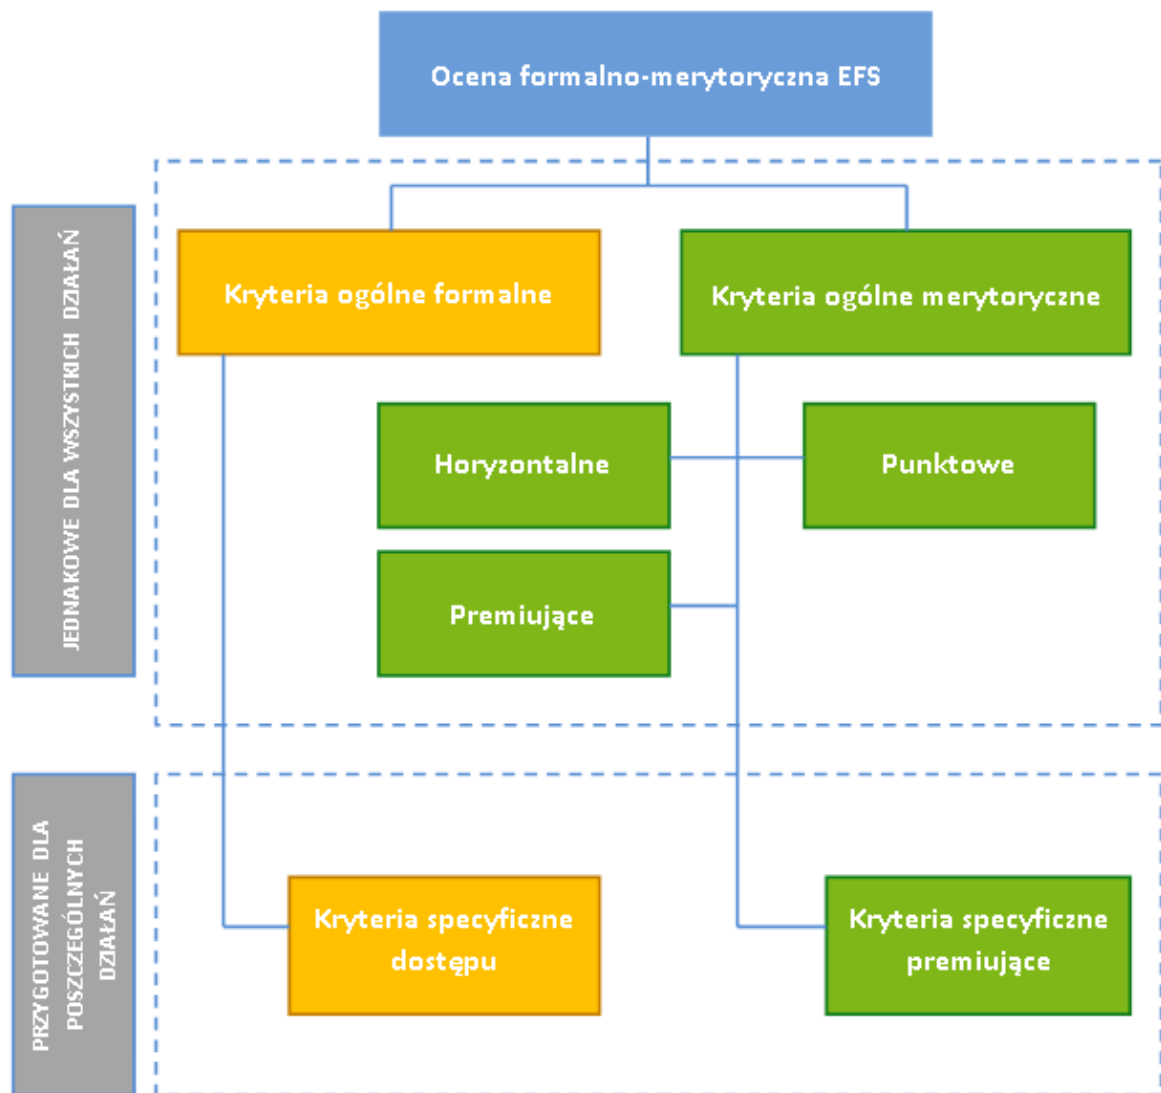 Ocena formalno-merytoryczna EFS
JEDNAKOWE DLA WSZYSTKICH DZIAŁAŃ
Kryteria ogólne formalne
Kryteria ogólne merytoryczne
Horyzontalne
Punktowe
Premiujące
PRZYGOTOWANE DLA
POSZCZEGÓLNYCH
DZIAŁAŃ
Kryteria specyficzne
dostępu
Kryteria specyficzne
premiujące